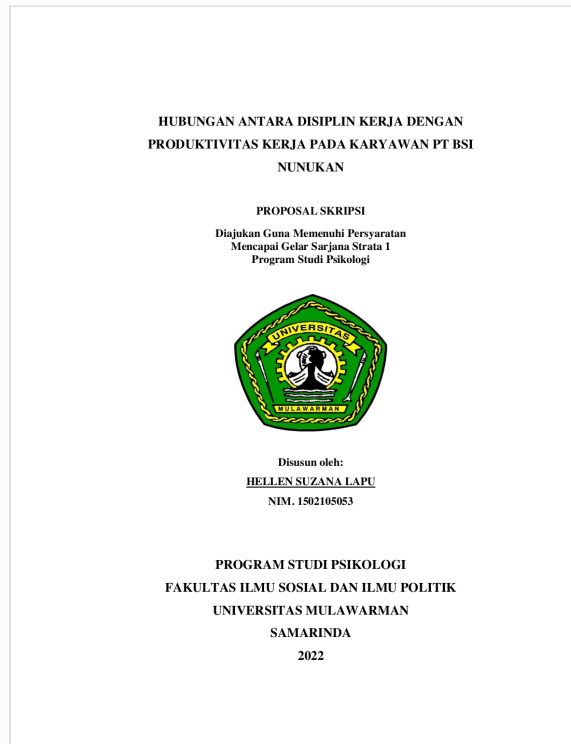 HUBUNGAN ANTARA DISIPLIN KERJA DENGAN
PRODUKTIVITAS KERJA PADA KARYAWAN PT BSI
NUNUKAN
PROPOSAL SKRIPSI
Diajukan Guna Memenuhi Persyaratan
Mencapai Gelar Sarjana Strata 1
Program Studi Psikologi
UNIVERSITAS
MULAWARMAN
Disusun oleh:
HELLEN SUZANA LAPU
NIM. 1502105053
PROGRAM STUDI PSIKOLOGI
FAKULTAS ILMU SOSIAL DAN ILMU POLITIK
UNIVERSITAS MULAWARMAN
SAMARINDA
2022